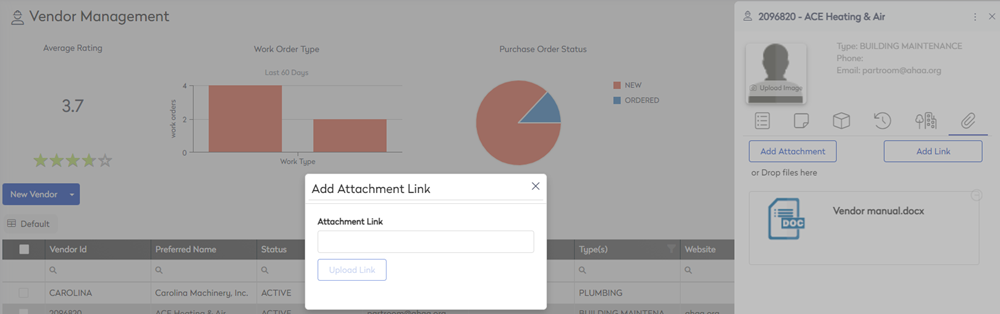 Vendor Management
Average Rating
3.7
Work Order Type
Last 60 Days
work orders
4
2
0
Work Type
Purchase Order Status
NEW
ORDERED
New Vendor
Default
Vendor Id Preferred Name Status Type(s) Website
CAROLINA Carolina Machinery, Inc. ACTIVE PLUMBING
2096820 ACE Heating & Air ACTIVE partroom@ahaa.org BUILDING MAINTENA ahaa.org
Add Attachment Link
Attachment Link
Upload Link
2096820 - ACE Heating & Air
Upload Image
Type: BUILDING MAINTENANCE
Phone:
Email: partroom@ahaa.org
Add Attachment Add Link
or Drop files here
DOC
Vendor manual.docx